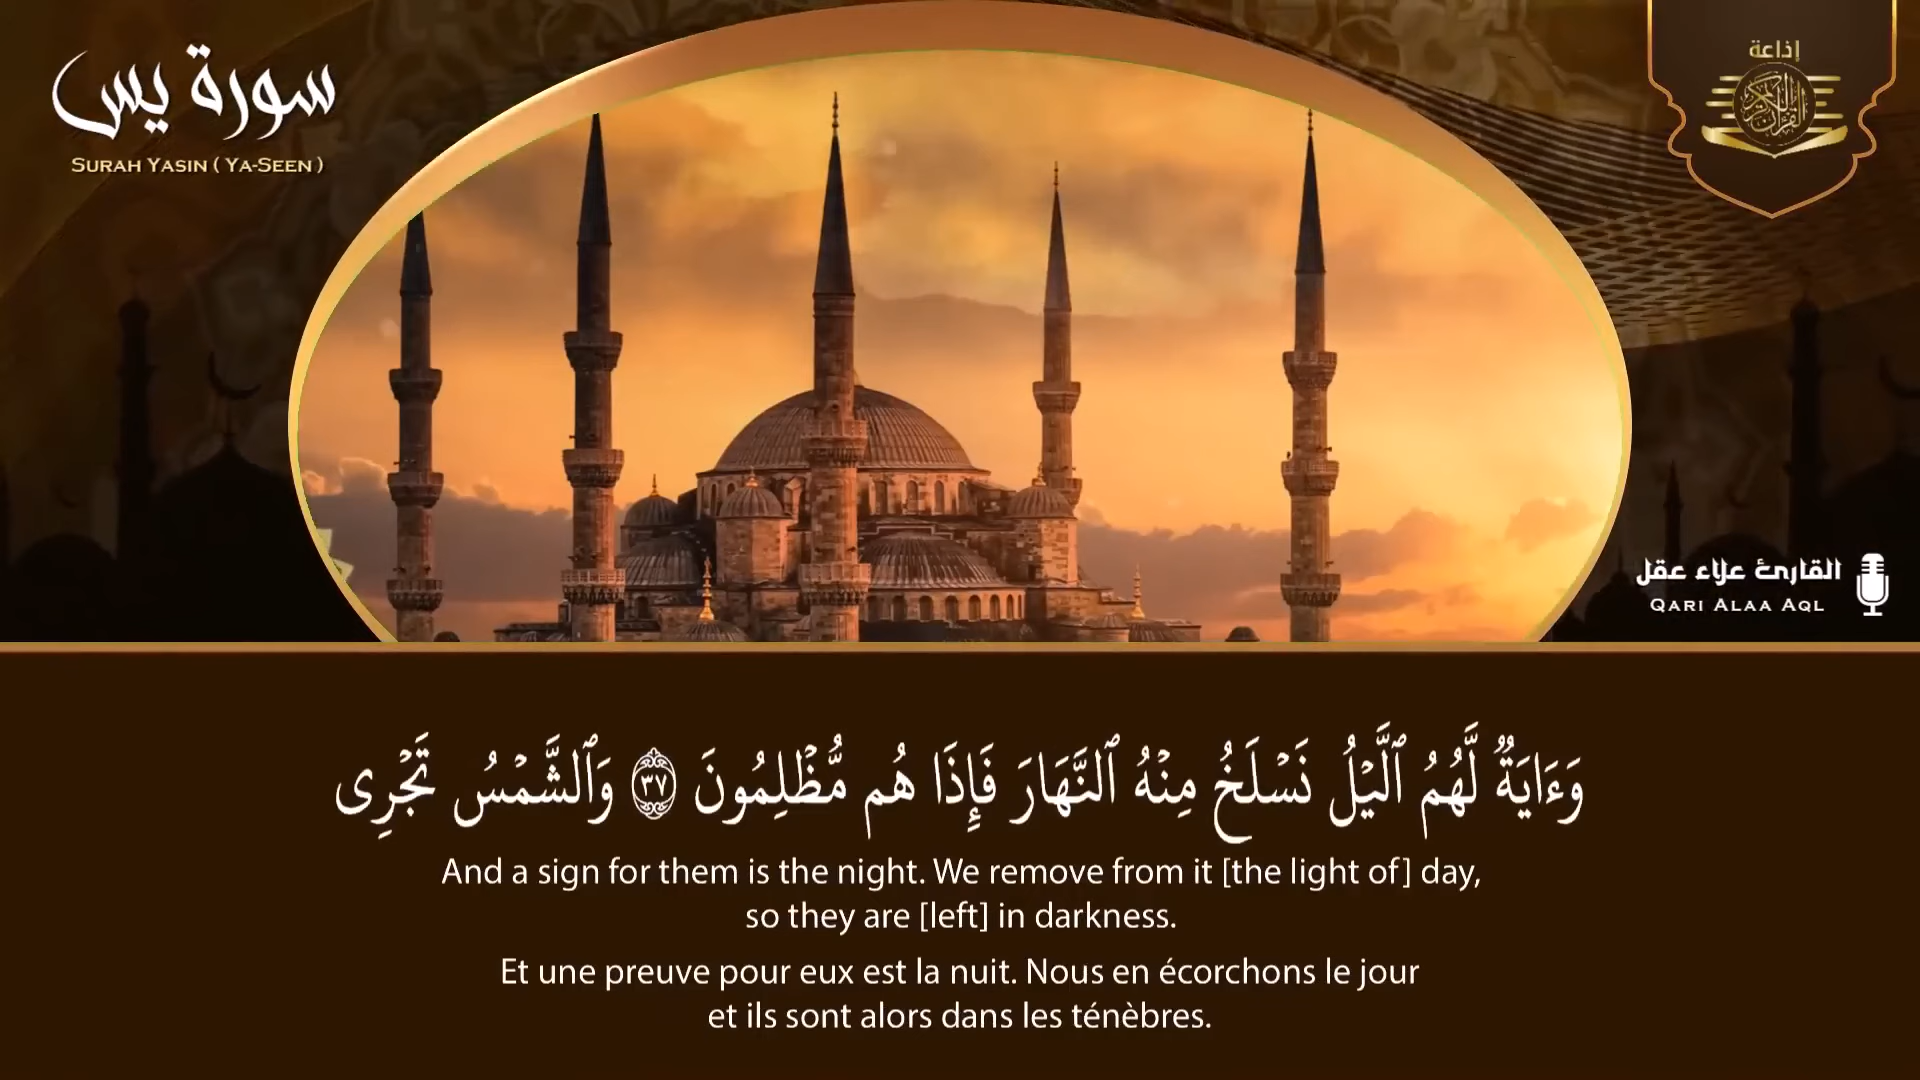 سورة يس
SURAH YASIN ( YA-SEEN )
إذاعة
القرآن الكريم
القارئ علاء عقل
QARI ALAA AQL
وَءَايَةٌ لَّهُمُ ٱلَّيْلُ نَسْلَخُ مِنْهُ ٱلنَّهَارَ فَإِذَا هُم مُّظْلِمُونَ ٣٧ وَٱلشَّمْسُ تَجْرِى
And a sign for them is the night. We remove from it [the light of] day,
so they are [left] in darkness.
Et une preuve pour eux est la nuit. Nous en écorchons le jour
et ils sont alors dans les ténèbres.